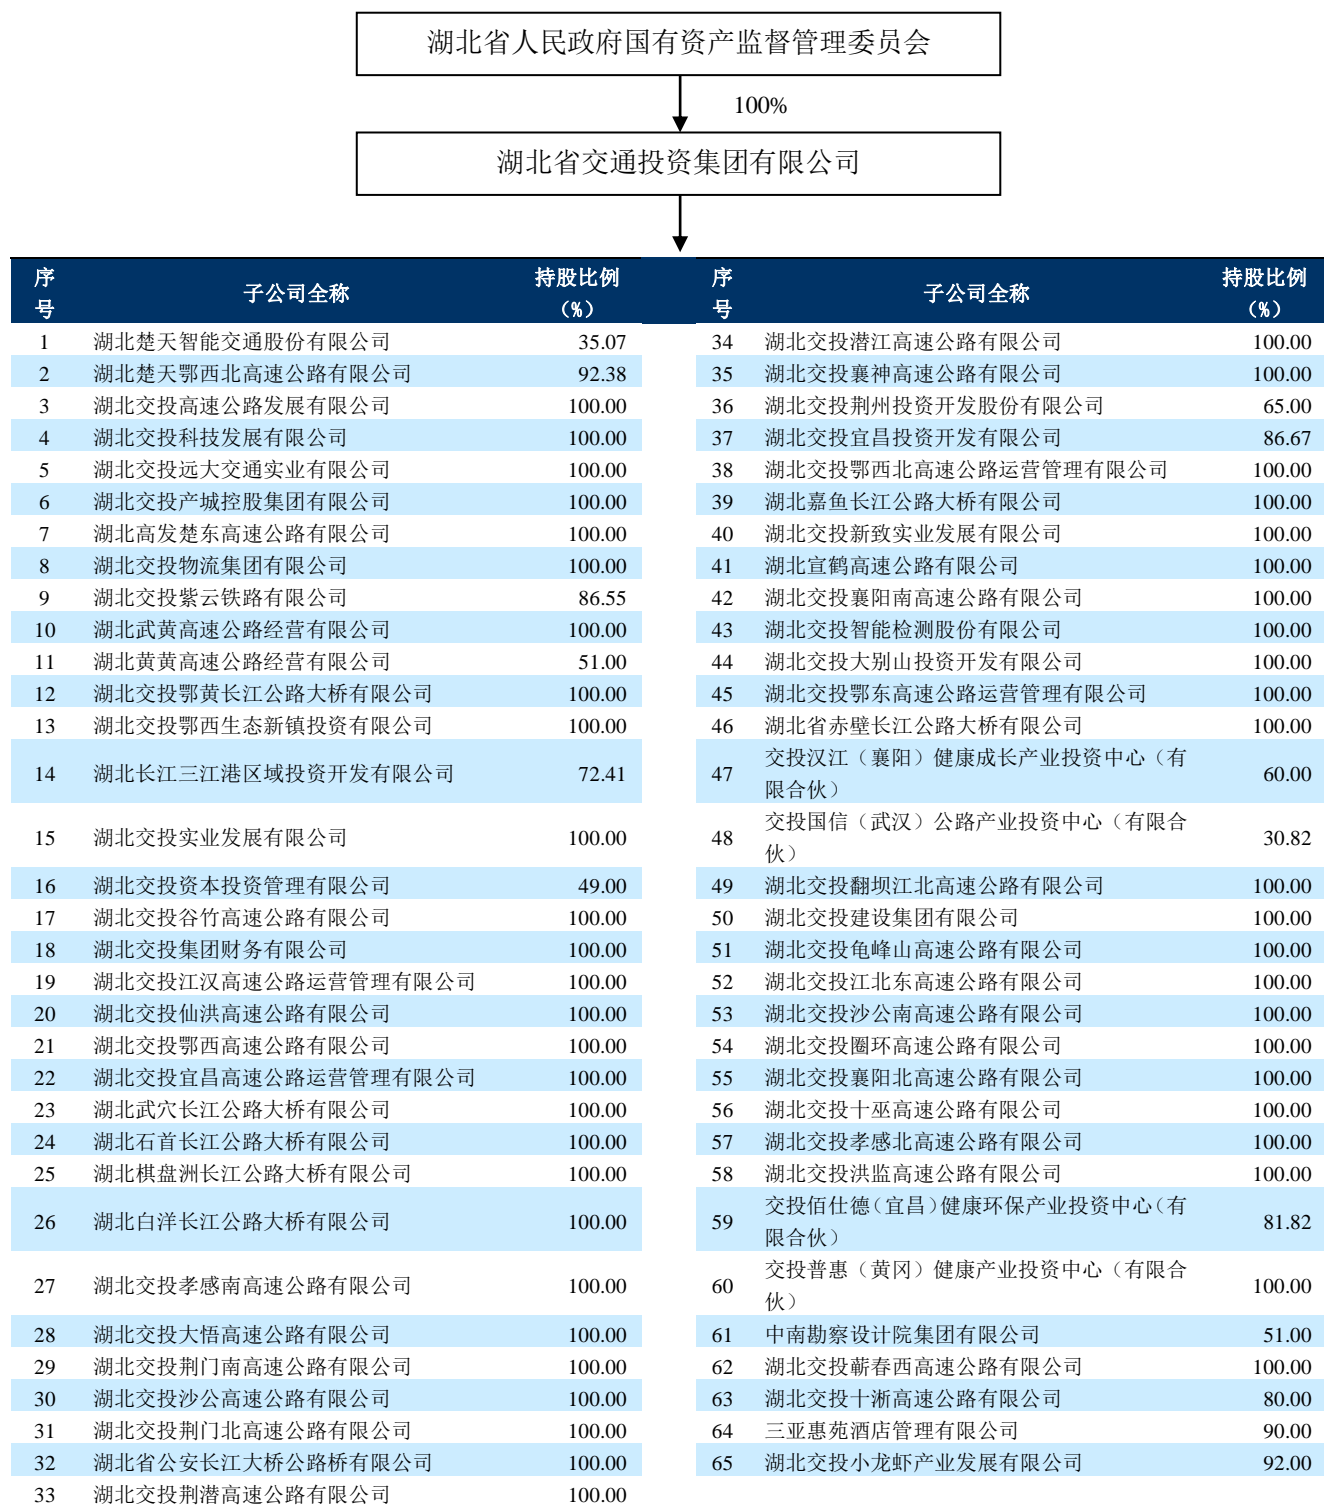 湖北省人民政府国有资产监督管理委员会
100%
湖北省交通投资集团有限公司
序号 子公司全称 持股比例（%） 序号 子公司全称 持股比例（%）
1 湖北楚天智能交通股份有限公司 35.07 34 湖北交投潜江高速公路有限公司 100.00
2 湖北楚天鄂西北高速公路有限公司 92.38 35 湖北交投襄神高速公路有限公司 100.00
3 湖北交投高速公路发展有限公司 100.00 36 湖北交投荆州投资开发股份有限公司 65.00
4 湖北交投科技发展有限公司 100.00 37 湖北交投宜昌投资开发有限公司 86.67
5 湖北交投远大交通实业有限公司 100.00 38 湖北交投鄂西北高速公路运营管理有限公司 100.00
6 湖北交投产城控股集团有限公司 100.00 39 湖北嘉鱼长江公路大桥有限公司 100.00
7 湖北高发楚东高速公路有限公司 100.00 40 湖北交投新致实业发展有限公司 100.00
8 湖北交投物流集团有限公司 100.00 41 湖北宣鹤高速公路有限公司 100.00
9 湖北交投紫云铁路有限公司 86.55 42 湖北交投襄阳南高速公路有限公司 100.00
10 湖北武黄高速公路经营有限公司 100.00 43 湖北交投智能检测股份有限公司 100.00
11 湖北黄黄高速公路经营有限公司 51.00 44 湖北交投大别山投资开发有限公司 100.00
12 湖北交投鄂黄长江公路大桥有限公司 100.00 45 湖北交投鄂东高速公路运营管理有限公司 100.00
13 湖北交投鄂西生态新镇投资有限公司 100.00 46 湖北省赤壁长江公路大桥有限公司 100.00
14 湖北长江三江港区域投资开发有限公司 72.41 47 交投汉江（襄阳）健康成长产业投资中心（有
限合伙） 60.00
15 湖北交投实业发展有限公司 100.00 48 交投国信（武汉）公路产业投资中心（有限合
伙） 30.82
16 湖北交投资本投资管理有限公司 49.00 49 湖北交投翻坝江北高速公路有限公司 100.00
17 湖北交投谷竹高速公路有限公司 100.00 50 湖北交投建设集团有限公司 100.00
18 湖北交投集团财务有限公司 100.00 51 湖北交投龟峰山高速公路有限公司 100.00
19 湖北交投江汉高速公路运营管理有限公司 100.00 52 湖北交投江北东高速公路有限公司 100.00
20 湖北交投仙洪高速公路有限公司 100.00 53 湖北交投沙公南高速公路有限公司 100.00
21 湖北交投鄂西高速公路有限公司 100.00 54 湖北交投圈环高速公路有限公司 100.00
22 湖北交投宜昌高速公路运营管理有限公司 100.00 55 湖北交投襄阳北高速公路有限公司 100.00
23 湖北武穴长江公路大桥有限公司 100.00 56 湖北交投十巫高速公路有限公司 100.00
24 湖北石首长江公路大桥有限公司 100.00 57 湖北交投孝感北高速公路有限公司 100.00
25 湖北棋盘洲长江公路大桥有限公司 100.00 58 湖北交投洪监高速公路有限公司 100.00
26 湖北白洋长江公路大桥有限公司 100.00 59 交投佰仕德（宜昌）健康环保产业投资中心（有
限合伙） 81.82
27 湖北交投孝感南高速公路有限公司 100.00 60 交投普惠（黄冈）健康产业投资中心（有限合
伙） 100.00
28 湖北交投大悟高速公路有限公司 100.00 61 中南勘察设计院集团有限公司 51.00
29 湖北交投荆门南高速公路有限公司 100.00 62 湖北交投蕲春西高速公路有限公司 100.00
30 湖北交投沙公高速公路有限公司 100.00 63 湖北交投十淅高速公路有限公司 80.00
31 湖北交投荆门北高速公路有限公司 100.00 64 三亚惠苑酒店管理有限公司 90.00
32 湖北省公安长江大桥公路桥有限公司 100.00 65 湖北交投小龙虾产业发展有限公司 92.00
33 湖北交投荆潜高速公路有限公司 100.00